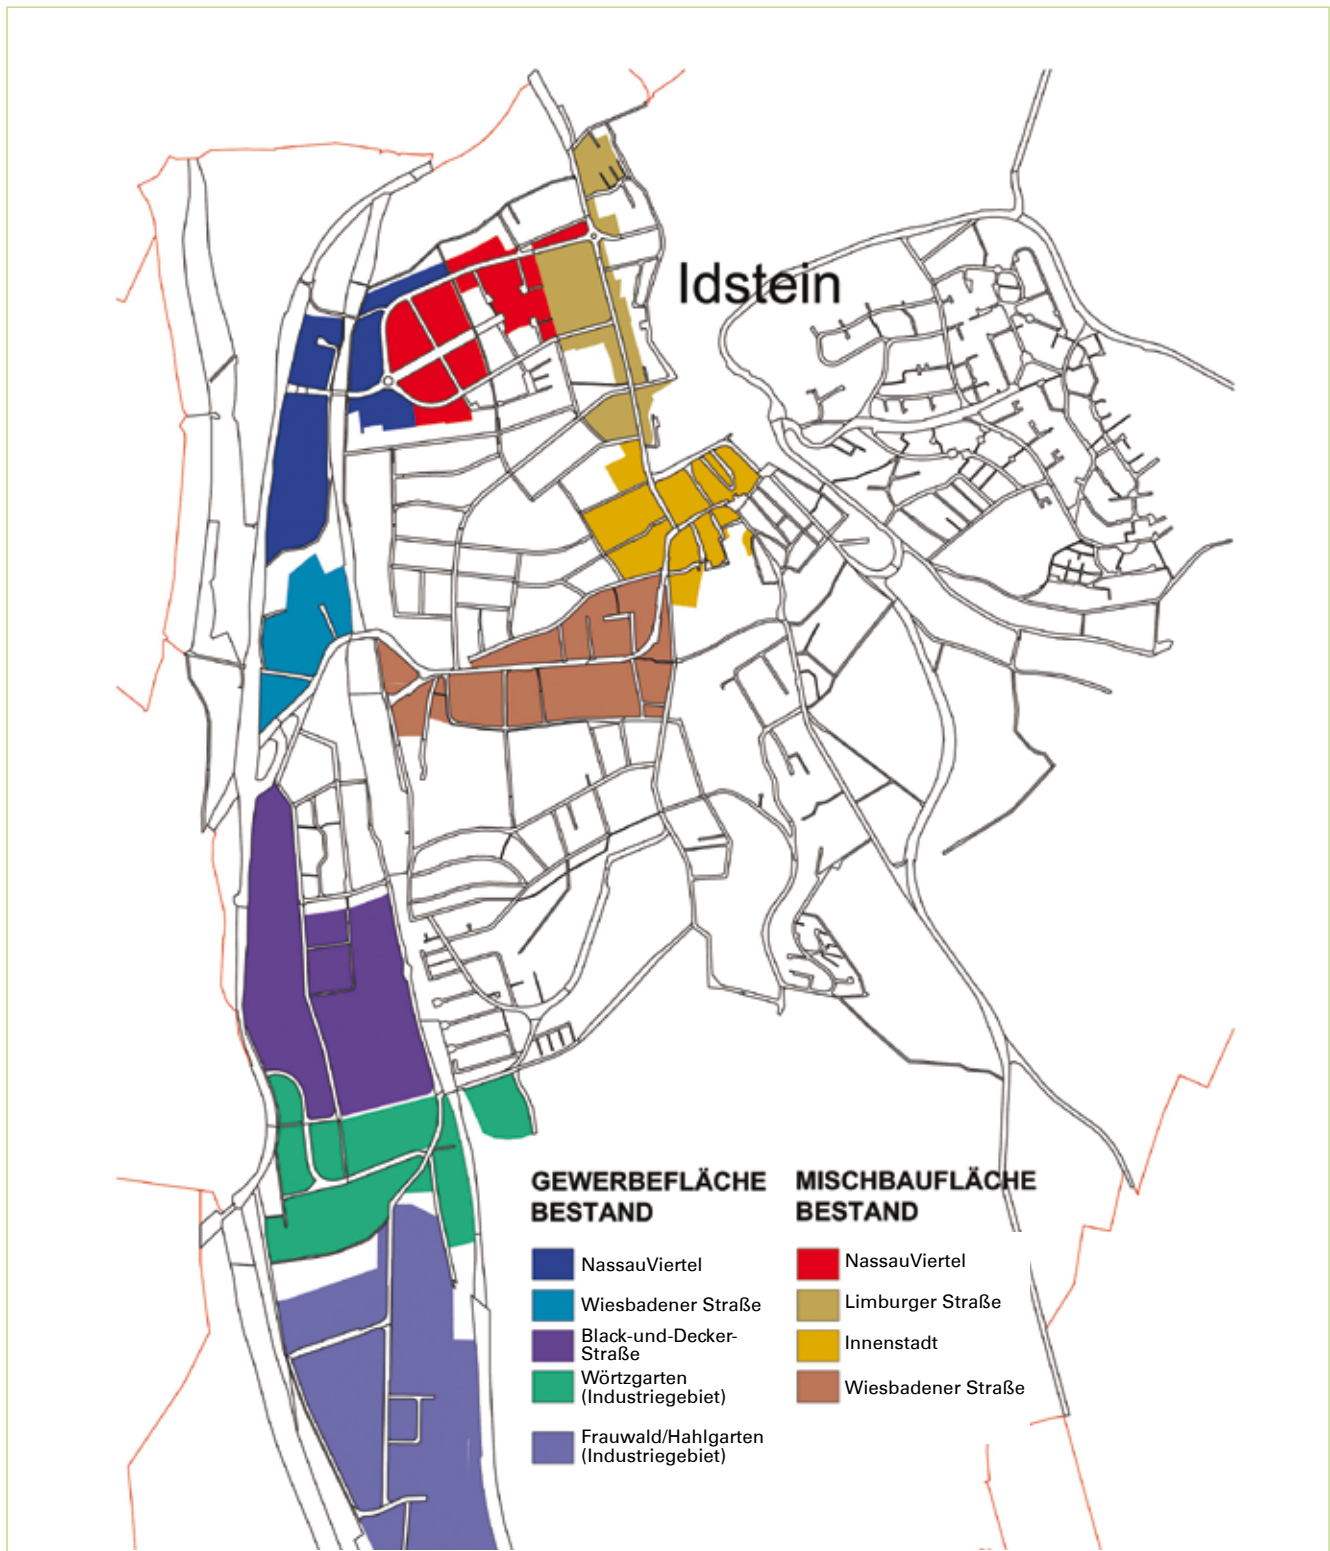 Idstein
GEWERBEFLÄCHE
BESTAND
NassauViertel
Wiesbadener Straße
Black-und-Decker-
Straße
Wörtzgarten
(Industriegebiet)
Frauwald/Hahlgarten
(Industriegebiet)
MISCHBAUFLÄCHE
BESTAND
NassauViertel
Limburger Straße
Innenstadt
Wiesbadener Straße